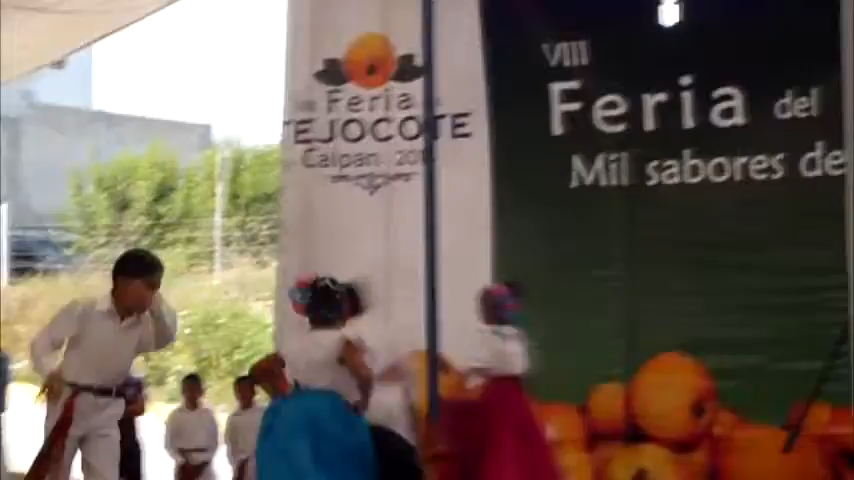 Feria
TEJOCOTE
Calpan
VIII
Feria del
Mil sabores de